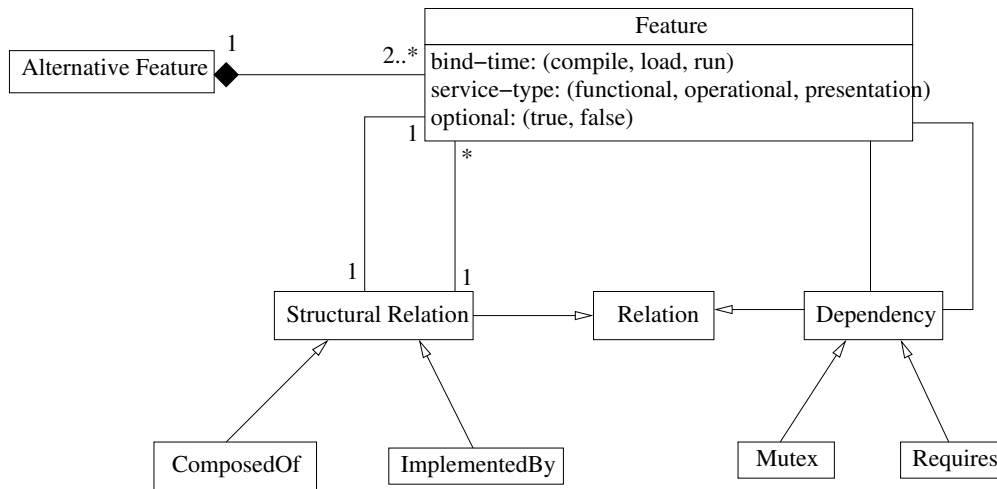 Feature
1
Alternative Feature
2..*
bind−time: (compile, load, run)
service−type: (functional, operational, presentation)
optional: (true, false)
1
*
1
1
Structural Relation
Relation
Dependency
ComposedOf
ImplementedBy
Mutex
Requires